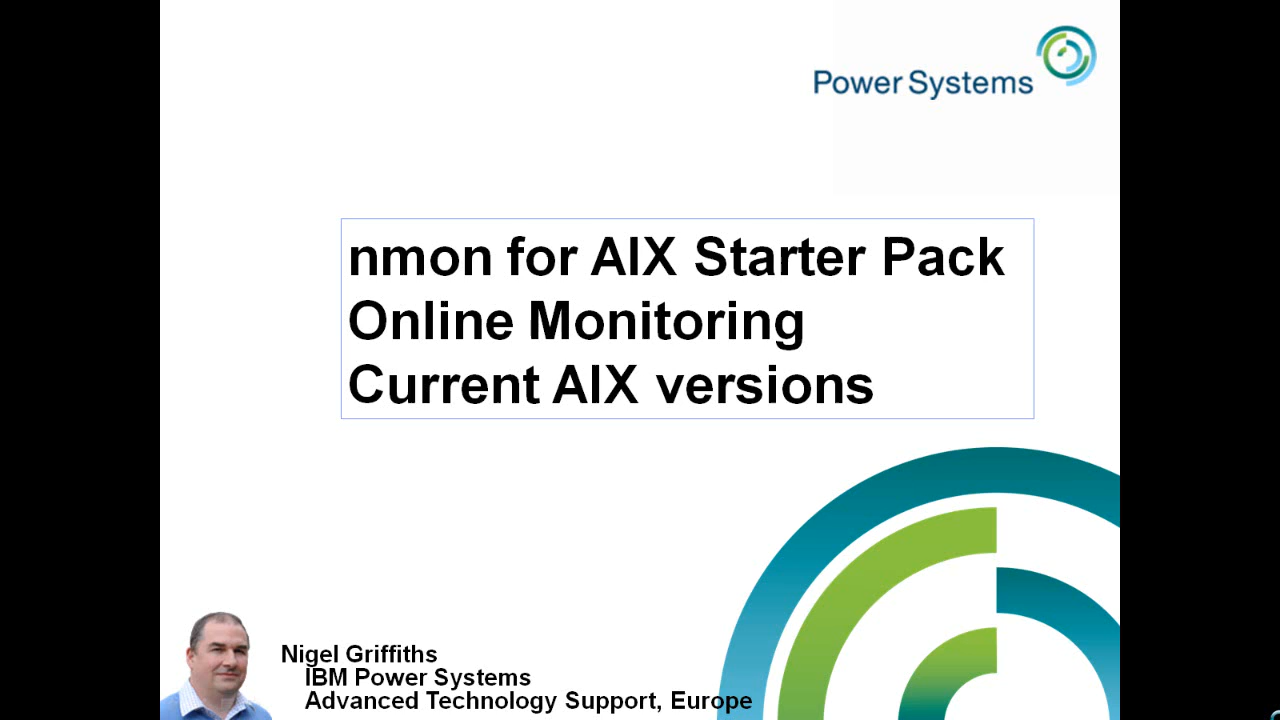 Power Systems
nmon for AIX Starter Pack
Online Monitoring
Current AIX versions
Nigel Griffiths
IBM Power Systems
Advanced Technology Support, Europe